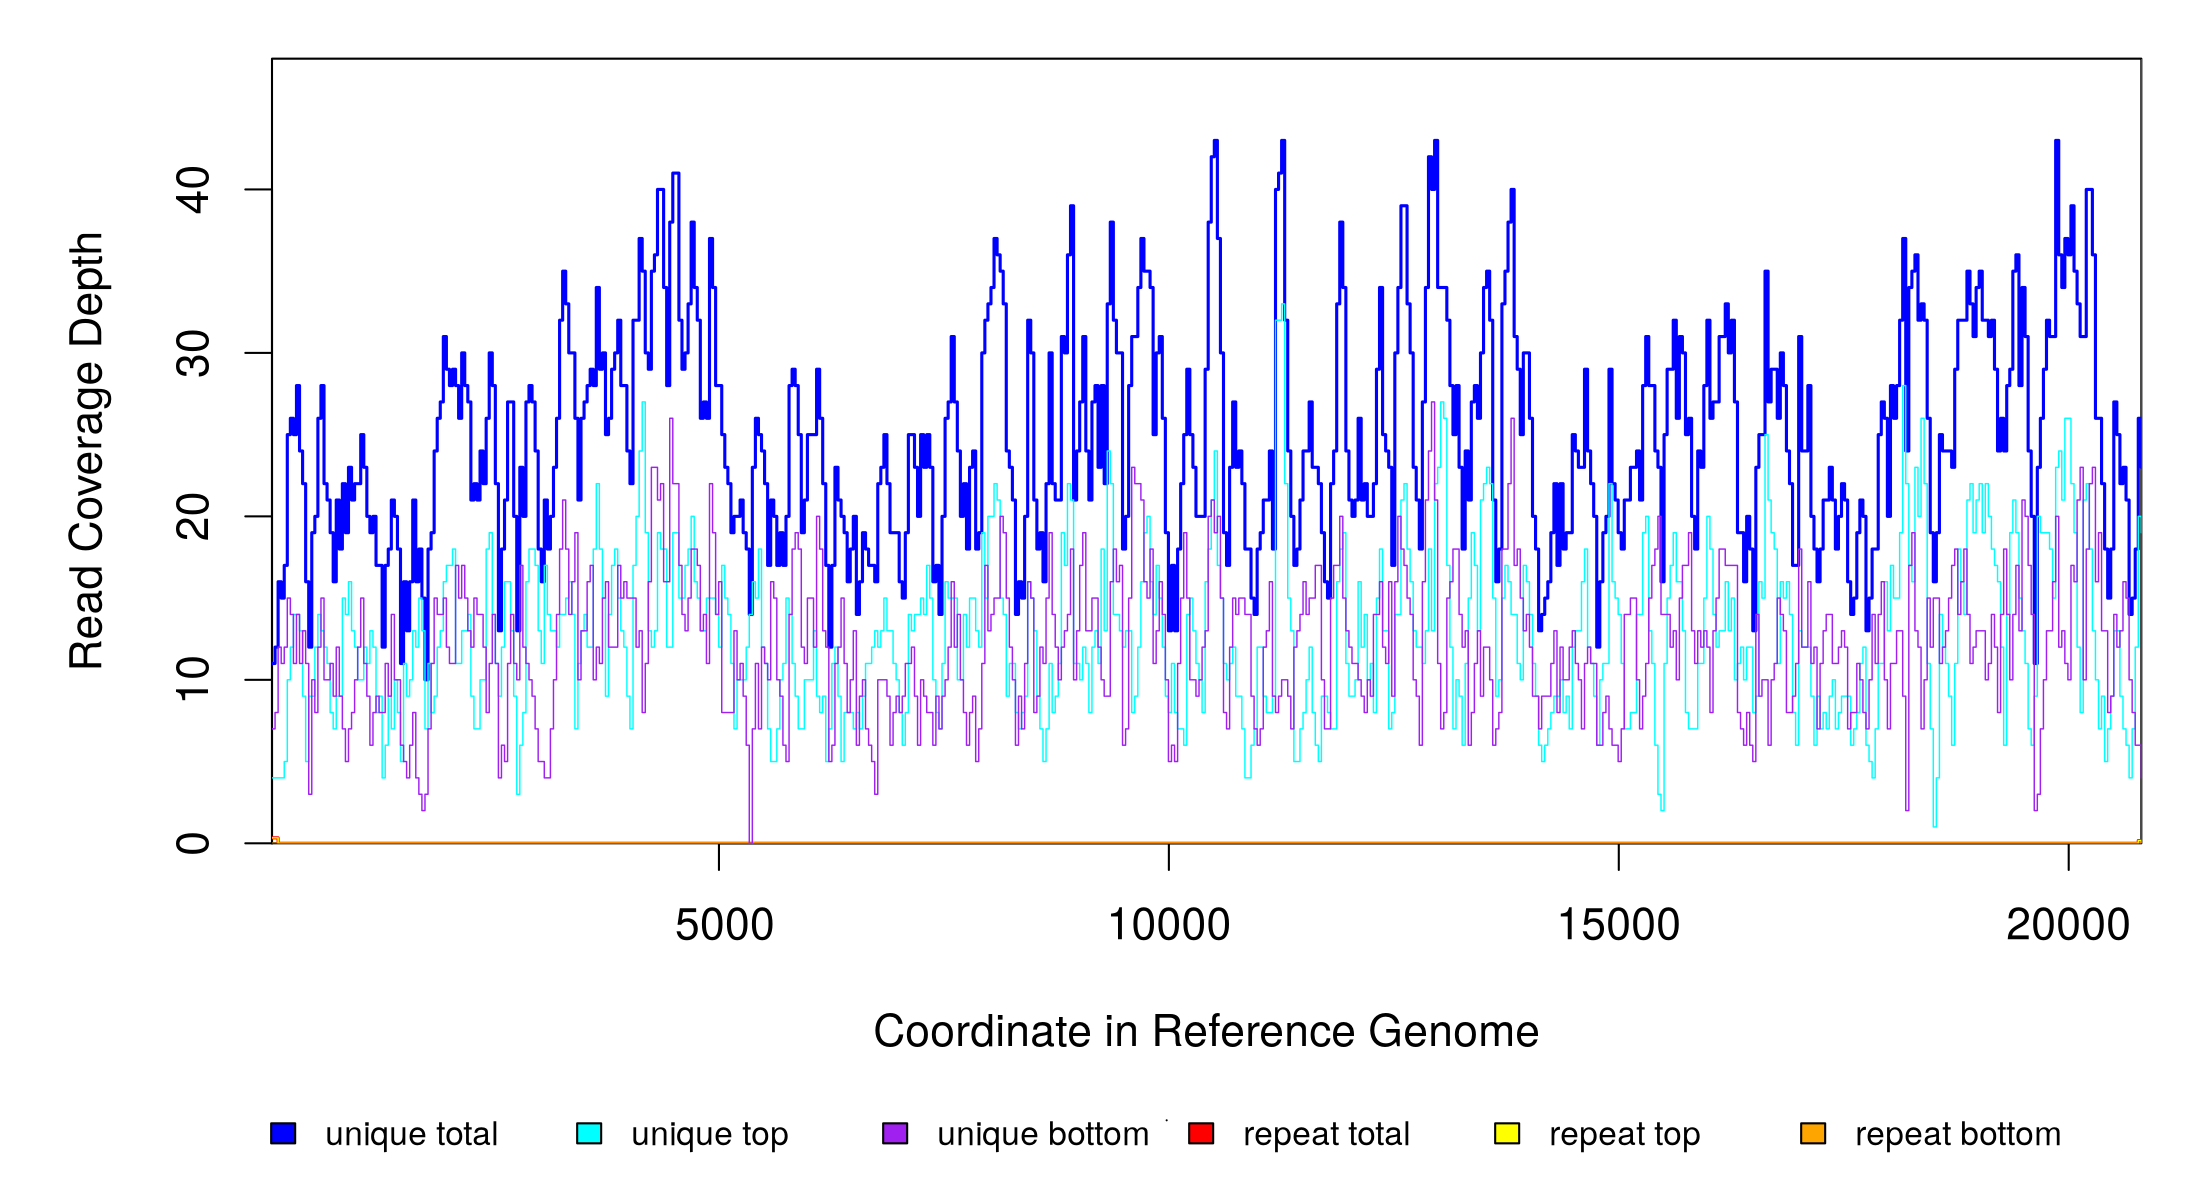 Read Coverage Depth
40
30
20
10
0
5000 10000 15000 20000
Coordinate in Reference Genome
unique total unique top unique bottom repeat total repeat top repeat bottom